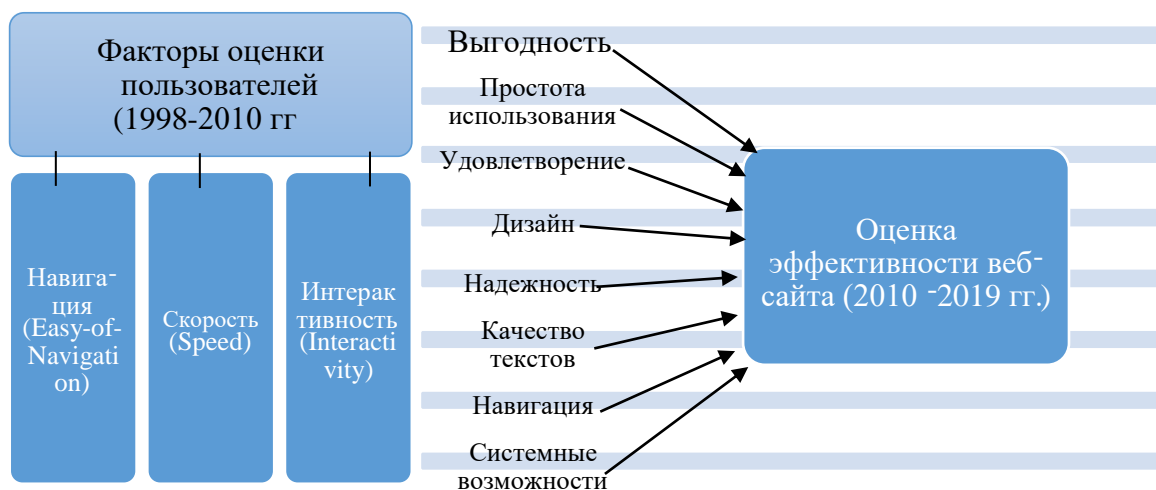 Факторы оценки
пользователей
(1998-2010 гг
Навига-
ция
(Easy-of-
Navigati
on)
Скорость
(Speed)
Интерак
тивность
(Interacti
vity)
Выгодность
Простота
использования
Удовлетворение
Дизайн
Надежность
Качество
текстов
Навигация
Системные
возможности
Оценка
эффективности веб-
сайта (2010 -2019 гг.)